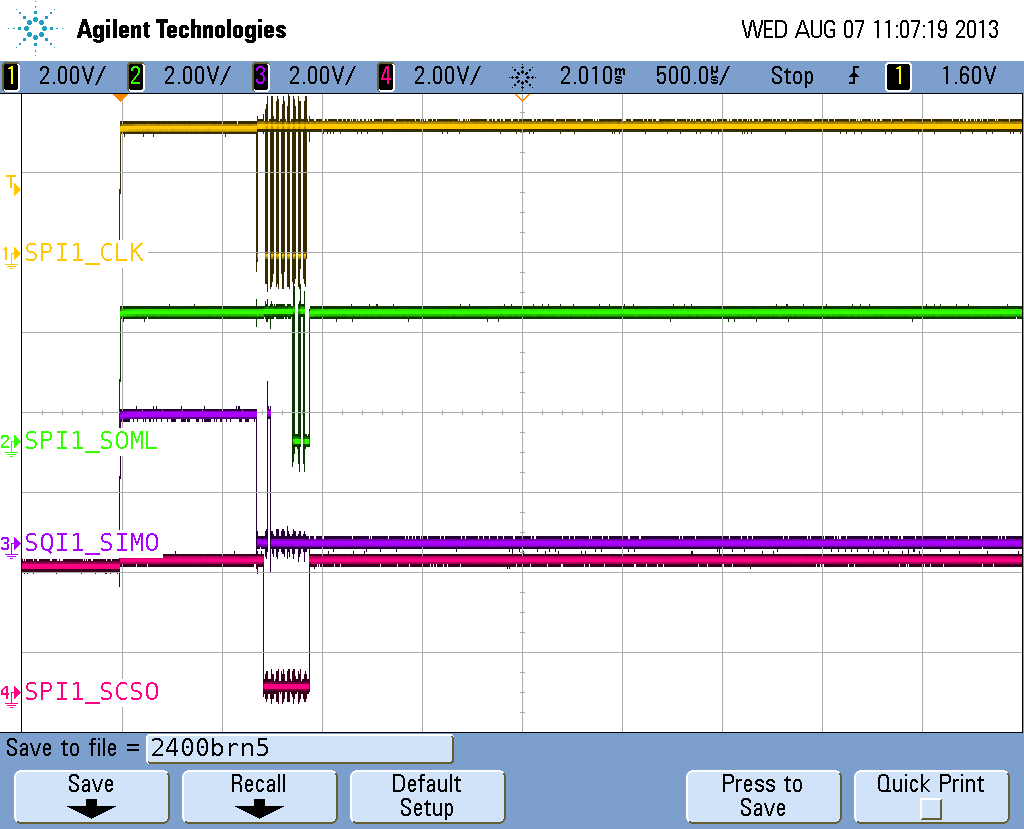 Agilent Technologies WED AUG 07 11:07:19 2013
1 2.00V/ 2 2.00V/ 3 2.00V/ 4 2.00V/ 2.010ms 500.0µs/ Stop 1 1.60V
T
1 SPI1_CLK
2 SPI1_SOML
3 SQI1_SIMO
4 SPI1_SCSO
Save to file = 2400brn5
Save Recall Default Setup Press to Save Quick Print